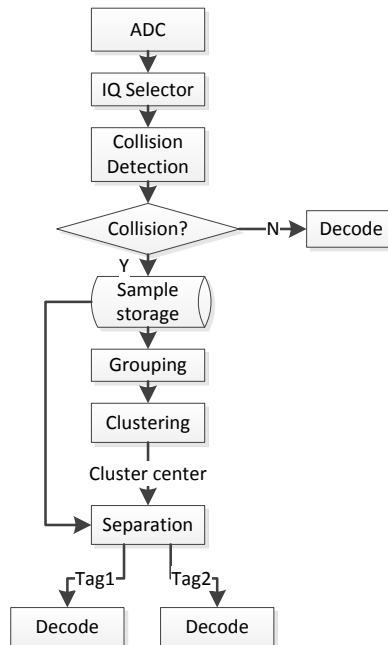 ADC
IQ Selector
Collision
Detection
Collision?
N
Decode
Y
Sample
storage
Grouping
Clustering
Cluster center
Separation
Tag1
Tag2
Decode
Decode